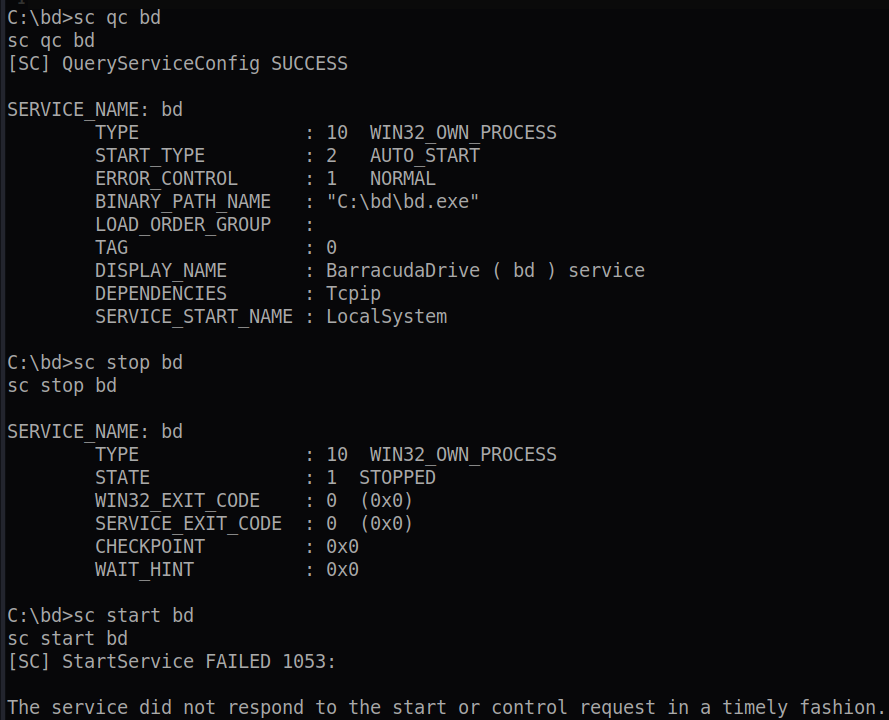 C:\bd>sc qc bd
sc qc bd
[SC] QueryServiceConfig SUCCESS

SERVICE_NAME: bd
        TYPE               : 10  WIN32_OWN_PROCESS
        START_TYPE         : 2   AUTO_START
        ERROR_CONTROL      : 1   NORMAL
        BINARY_PATH_NAME   : "C:\bd\bd.exe"
        LOAD_ORDER_GROUP   :
        TAG                : 0
        DISPLAY_NAME       : BarracudaDrive ( bd ) service
        DEPENDENCIES       : Tcpip
        SERVICE_START_NAME : LocalSystem

C:\bd>sc stop bd
sc stop bd

SERVICE_NAME: bd
        TYPE               : 10  WIN32_OWN_PROCESS
        STATE              : 1  STOPPED
        WIN32_EXIT_CODE    : 0  (0x0)
        SERVICE_EXIT_CODE  : 0  (0x0)
        CHECKPOINT         : 0x0
        WAIT_HINT          : 0x0

C:\bd>sc start bd
sc start bd
[SC] StartService FAILED 1053:

The service did not respond to the start or control request in a timely fashion.